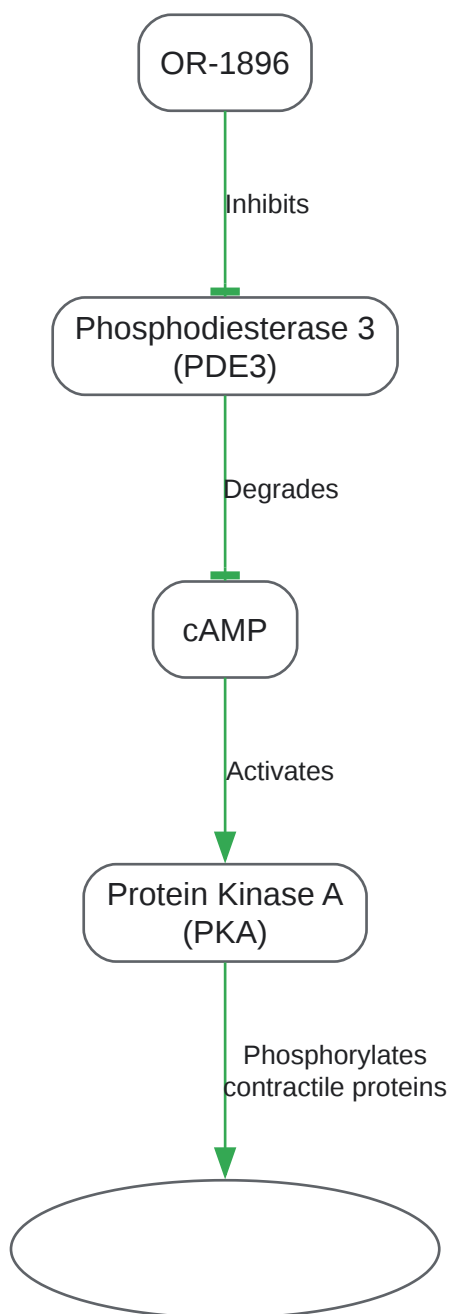 OR-1896
Inhibits
Phosphodiesterase 3
(PDE3)
Degrades
cAMP
Activates
Protein Kinase A
(PKA)
Phosphorylates
contractile proteins